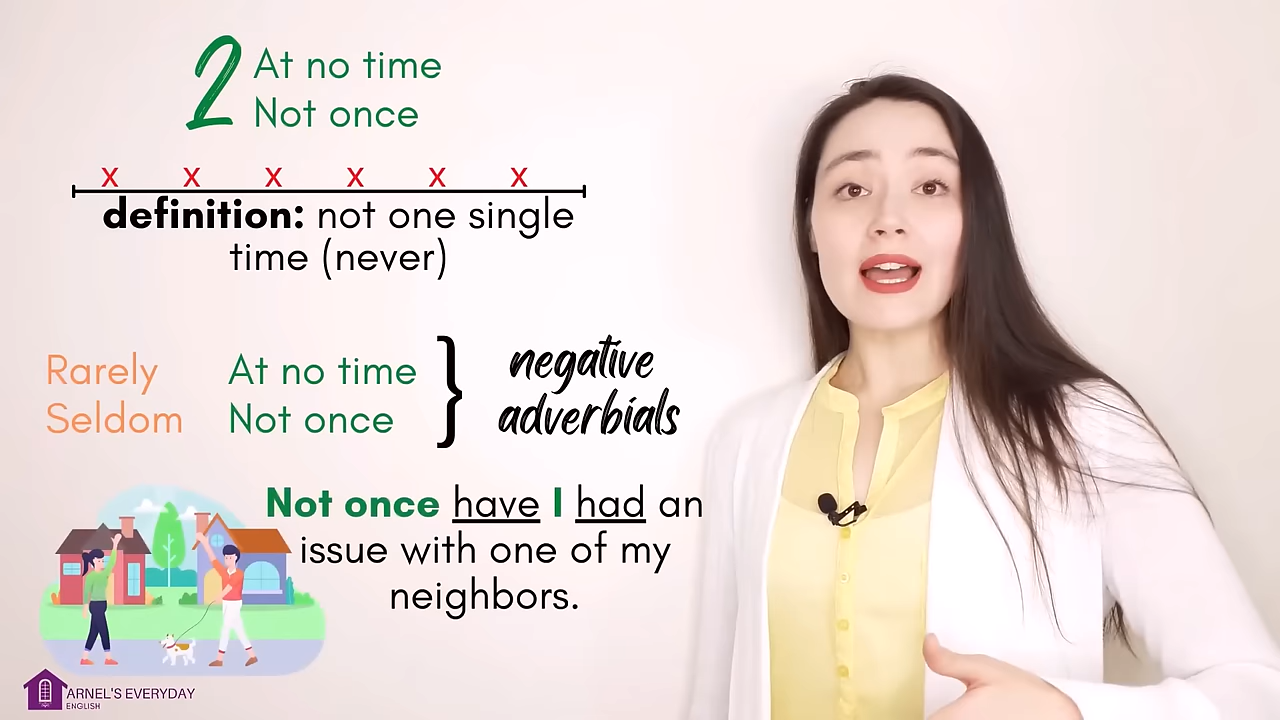 2 At no time
Not once
x x x x x x
definition: not one single
time (never)
Rarely At no time } negative
Seldom Not once adverbials
Not once have I had an
issue with one of my
neighbors.
ARNEL'S EVERYDAY
ENGLISH